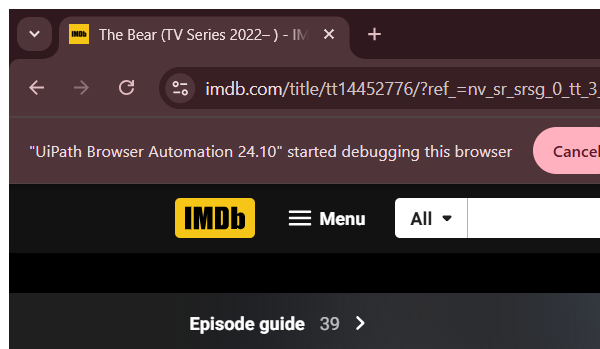 IMDb The Bear (TV Series 2022– ) - IM
imdb.com/title/tt14452776/?ref_=nv_sr_srsg_0_tt_3_
"UiPath Browser Automation 24.10" started debugging this browser Cancel
IMDb Menu All
Episode guide 39